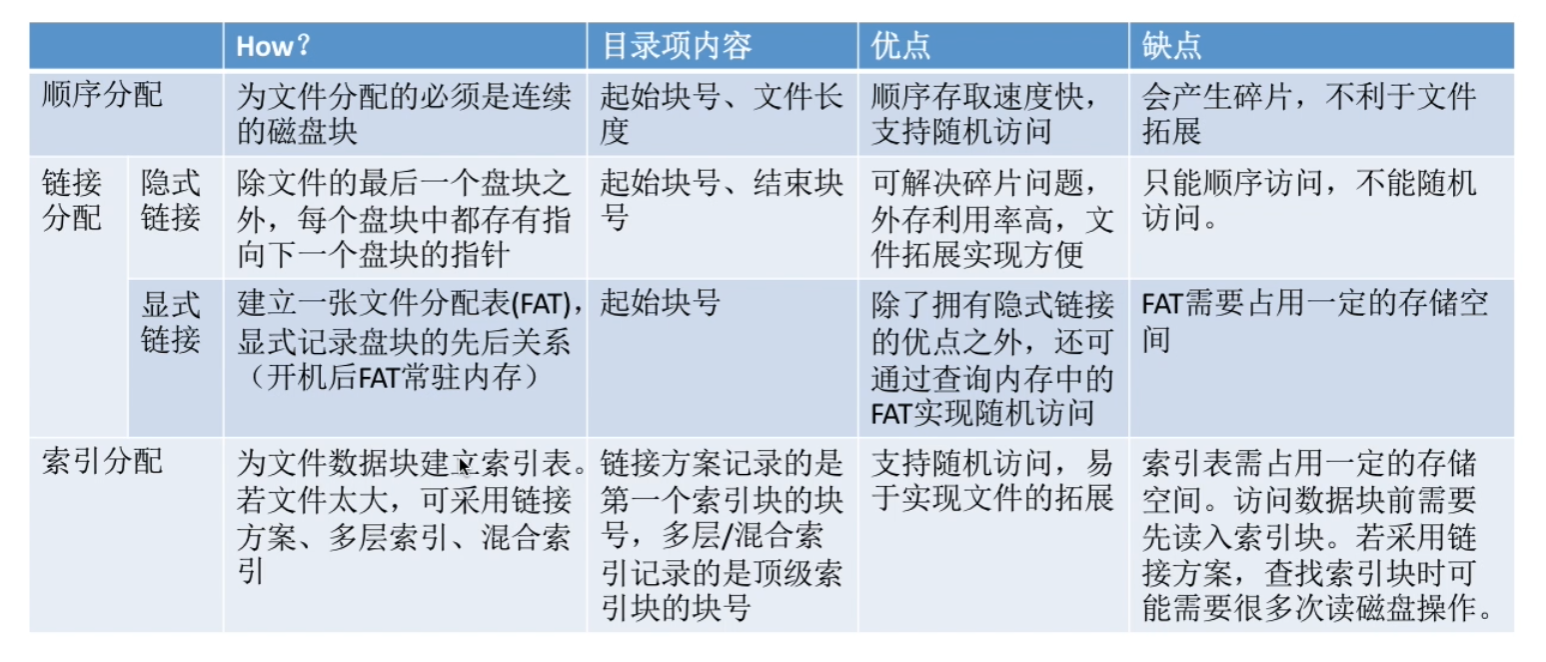 How？
目录项内容
优点
缺点
顺序分配
为文件分配的必须是连续
的磁盘块
起始块号、文件长
度
顺序存取速度快，
支持随机访问
会产生碎片，不利于文件
拓展
链接
分配
隐式
链接
除文件的最后一个盘块之
外，每个盘块中都存有指
向下一个盘块的指针
起始块号、结束块
号
可解决碎片问题，
外存利用率高，文
件拓展实现方便
只能顺序访问，不能随机
访问。
显式
链接
建立一张文件分配表(FAT)，
显式记录盘块的先后关系
（开机后FAT常驻内存）
起始块号
除了拥有隐式链接
的优点之外，还可
通过查询内存中的
FAT实现随机访问
FAT需要占用一定的存储空
间
索引分配
为文件数据块建立索引表。
若文件太大，可采用链接
方案、多层索引、混合索
引
链接方案记录的是
第一个索引块的块
号，多层/混合索
引记录的是顶级索
引块的块号
支持随机访问，易
于实现文件的拓展
索引表需占用一定的存储
空间。访问数据块前需要
先读入索引块。若采用链
接方案，查找索引块时可
能需要很多次读磁盘操作。